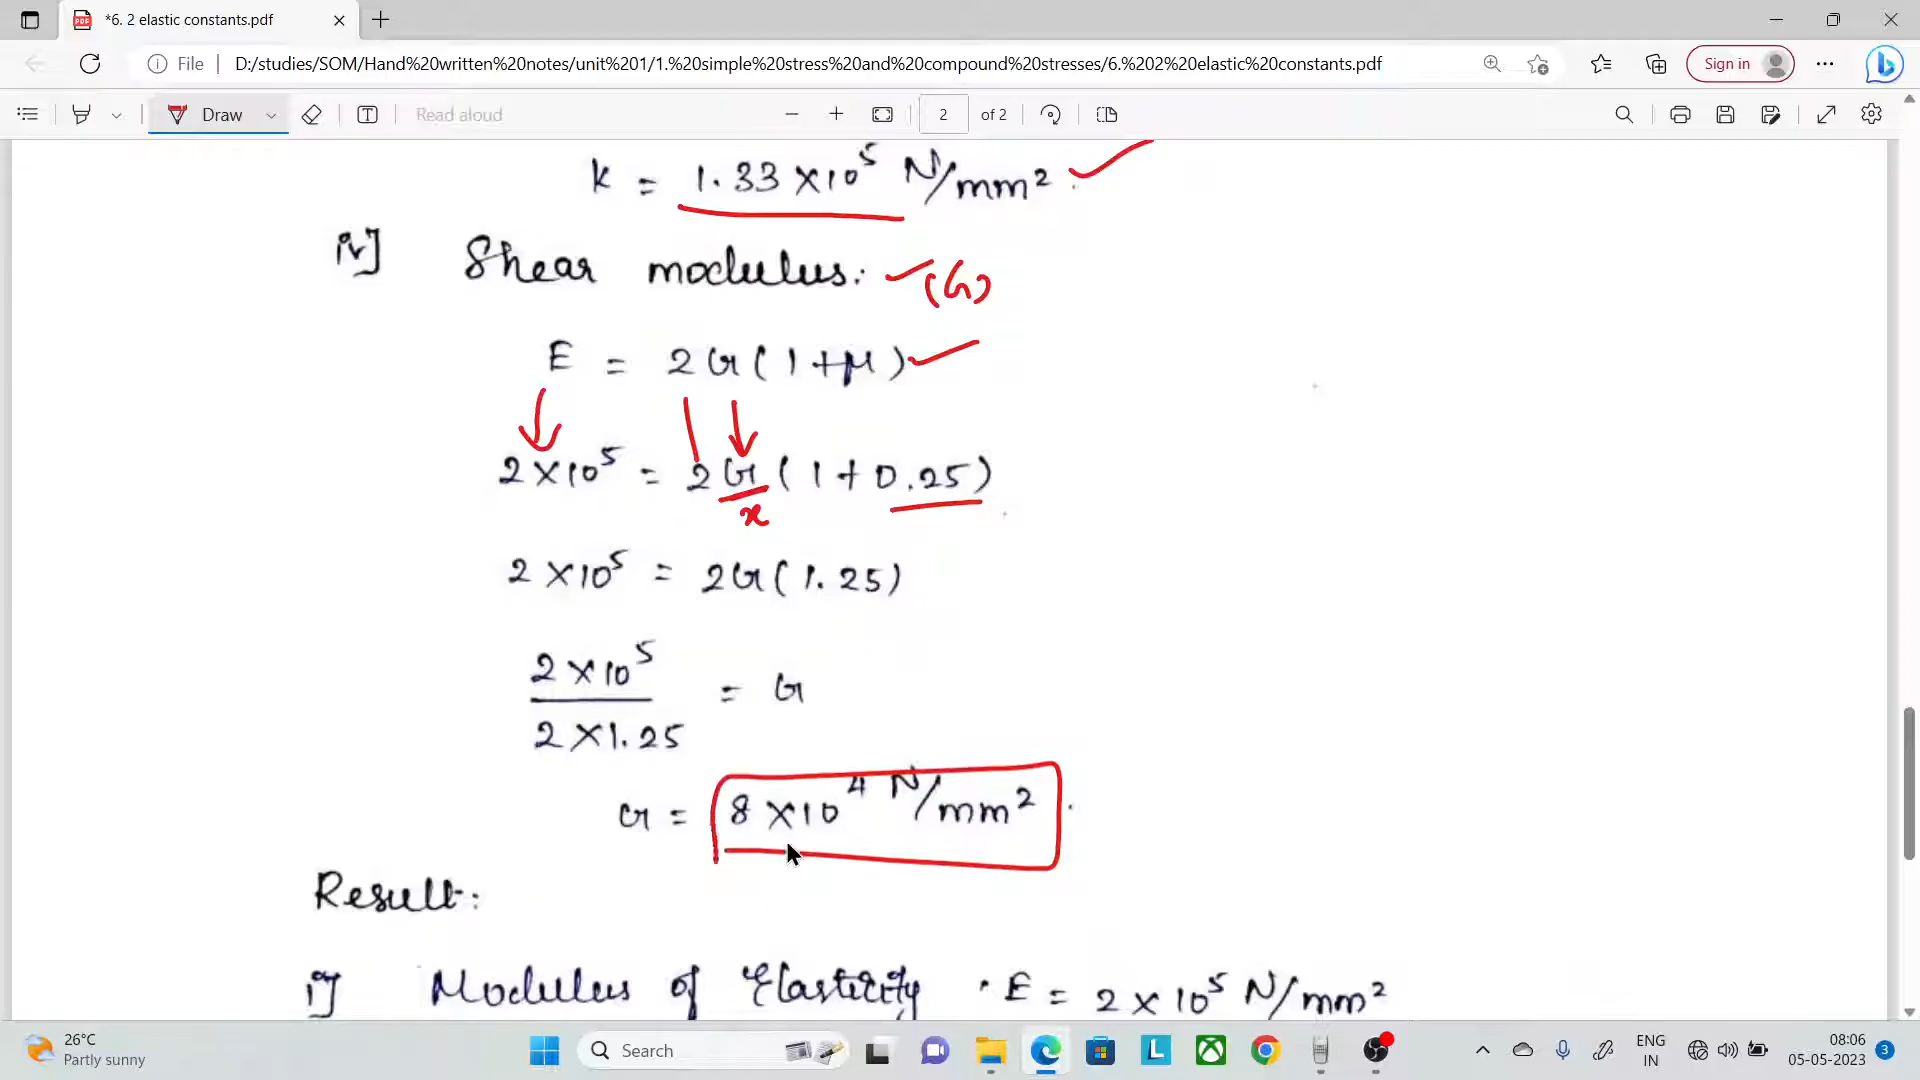 *6. 2 elastic constants.pdf
File
D:/studies/SOM/Hand%20written%20notes/unit%201/1.%20simple%20stress%20and%20compound%20stresses/6.%202%20elastic%20constants.pdf
Sign in
Draw
Read aloud
2 of 2
K = 1.33 × 10⁵ N/mm².
iv] Shear modulus: (G)
E = 2G(1+μ)
2×10⁵ = 2G(1+0.25)
x
2×10⁵ = 2G(1.25)
2×10⁵
2×1.25
= G
G = 8×10⁴ N/mm².
Result:
i] Modulus of Elasticity . E = 2×10⁵ N/mm²
26°C
Partly sunny
Search
ENG
IN
08:06
05-05-2023
3